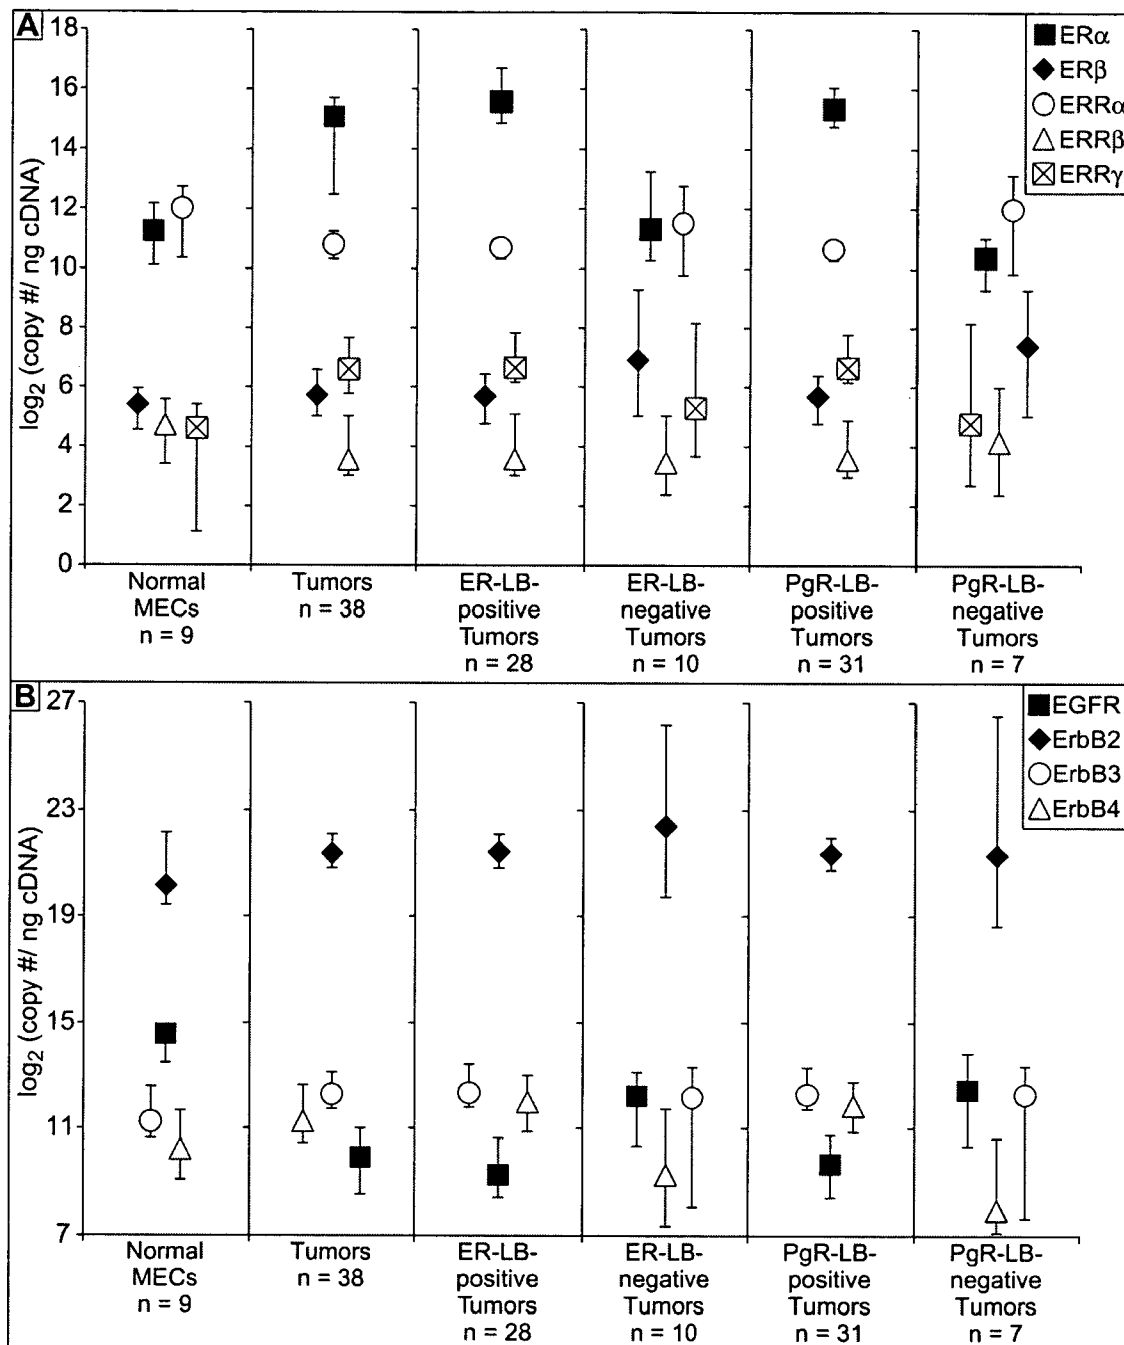 A
18
16
14
12
10
8
6
4
2
0
log2 (copy #/ ng cDNA)
ERα
ERβ
ERRα
ERRβ
ERRγ
Normal
MECs
n = 9
Tumors
n = 38
ER-LB-
positive
Tumors
n = 28
ER-LB-
negative
Tumors
n = 10
PgR-LB-
positive
Tumors
n = 31
PgR-LB-
negative
Tumors
n = 7
B
27
23
19
15
11
7
log2 (copy #/ ng cDNA)
EGFR
ErbB2
ErbB3
ErbB4
Normal
MECs
n = 9
Tumors
n = 38
ER-LB-
positive
Tumors
n = 28
ER-LB-
negative
Tumors
n = 10
PgR-LB-
positive
Tumors
n = 31
PgR-LB-
negative
Tumors
n = 7